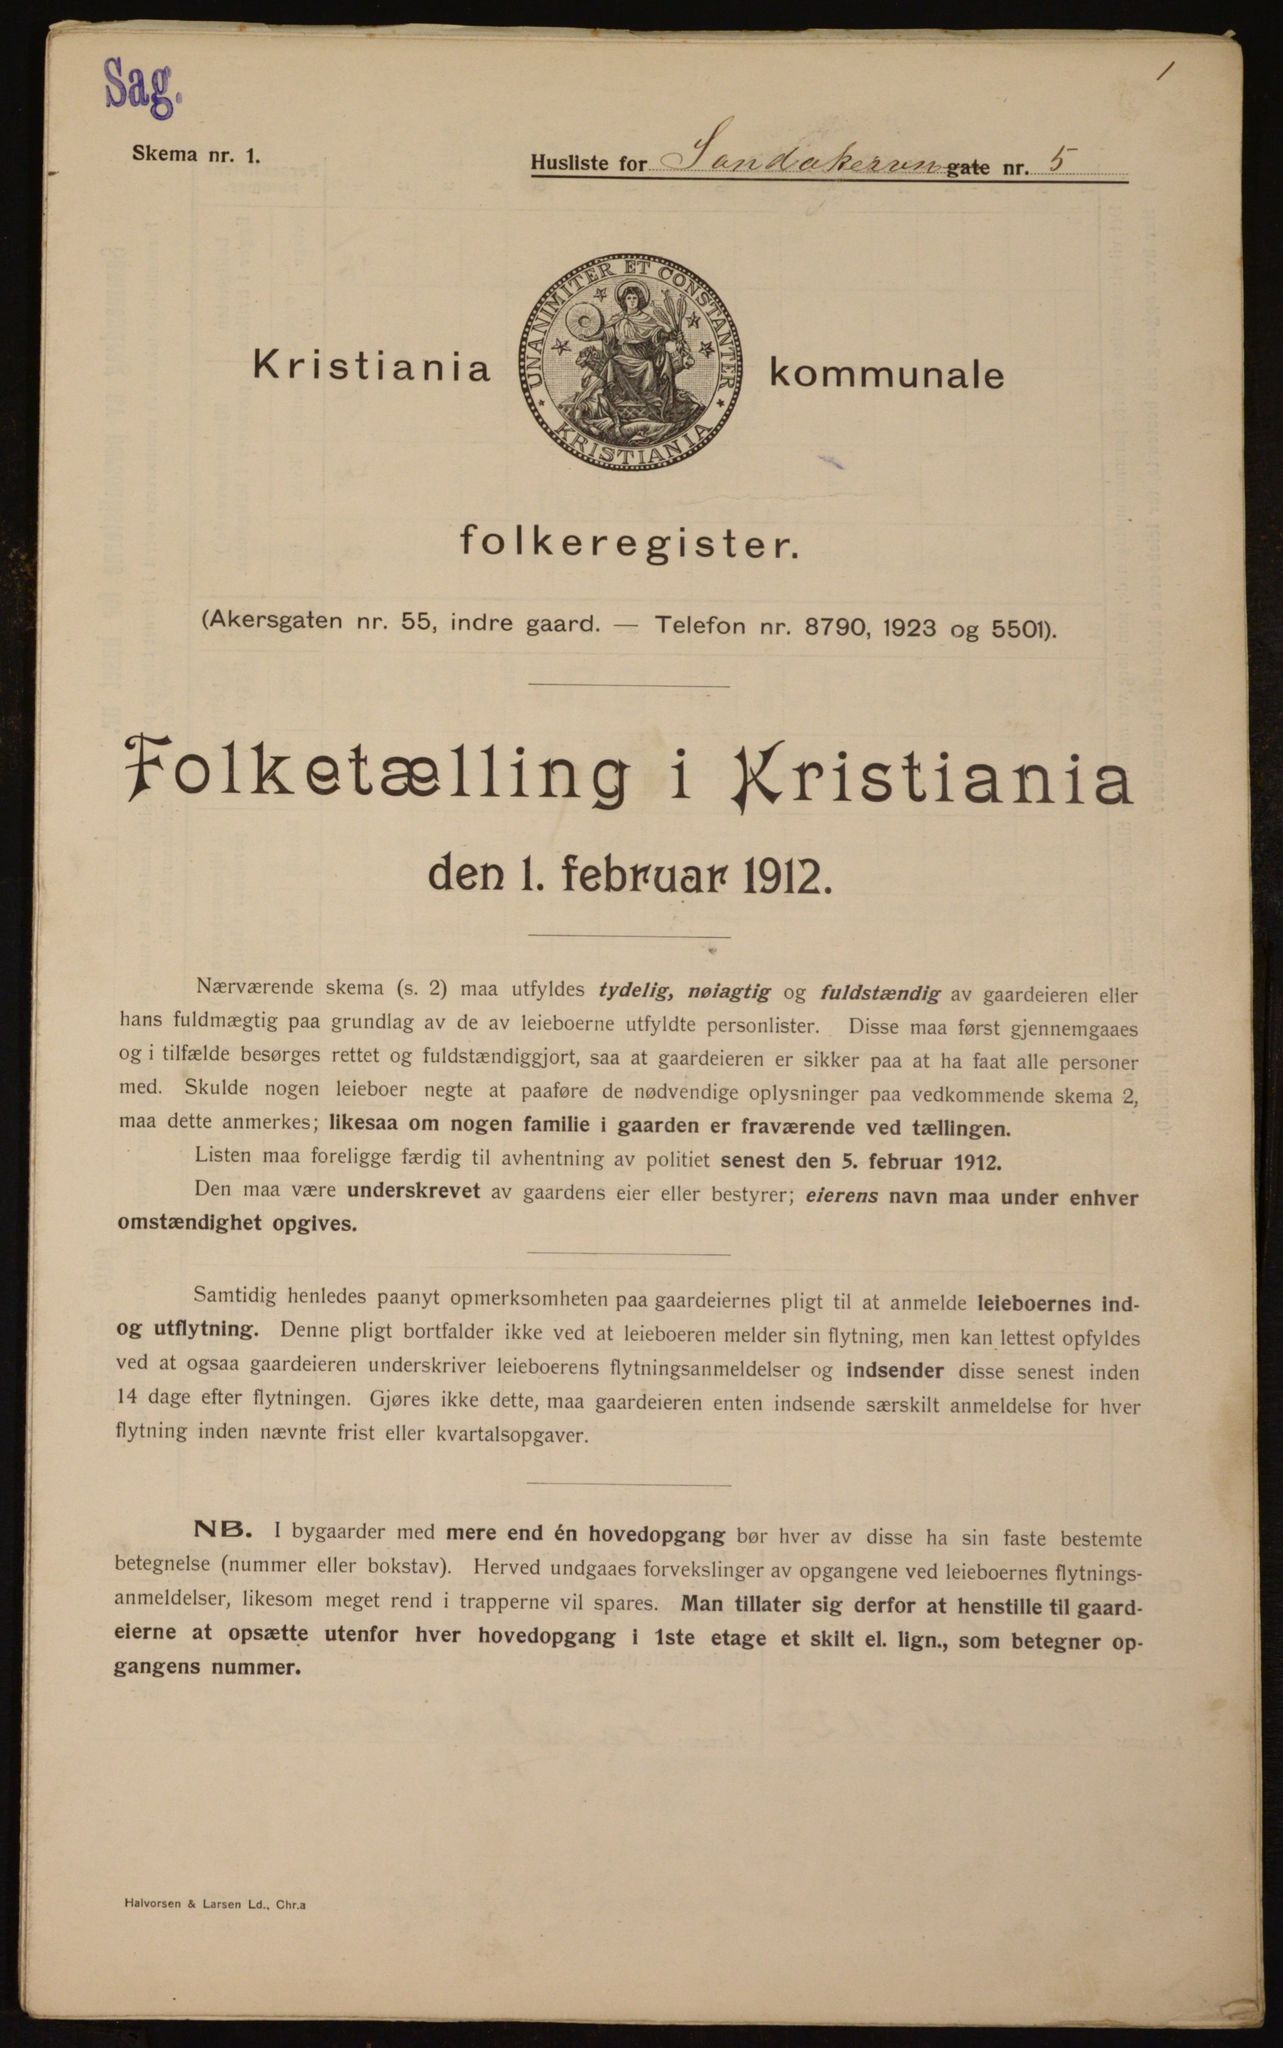 1
Sag.
Skema nr. 1.
Husliste for Sandakerven gate nr. 5
UNANIMITER ET CONSTANTER
KRISTIANIA
Kristiania kommunale
folkeregister.
(Akersgaten nr. 55, indre gaard. — Telefon nr. 8790, 1923 og 5501).
Folketælling i Kristiania
den 1. februar 1912.
Nærværende skema (s. 2) maa utfyldes tydelig, nøiagtig og fuldstændig av gaardeieren eller
hans fuldmægtig paa grundlag av de av leieboerne utfyldte personlister. Disse maa først gjennemgaaes
og i tilfælde besørges rettet og fuldstændiggjort, saa at gaardeieren er sikker paa at ha faat alle personer
med. Skulde nogen leieboer negte at paaføre de nødvendige oplysninger paa vedkommende skema 2,
maa dette anmerkes; likesaa om nogen familie i gaarden er fraværende ved tællingen.
Listen maa foreligge færdig til avhentning av politiet senest den 5. februar 1912.
Den maa være underskrevet av gaardens eier eller bestyrer; eierens navn maa under enhver
omstændighet opgives.
Samtidig henledes paanyt opmerksomheten paa gaardeiernes pligt til at anmelde leieboernes ind-
og utflytning. Denne pligt bortfalder ikke ved at leieboeren melder sin flytning, men kan lettest opfyldes
ved at ogsaa gaardeieren underskriver leieboerens flytningsanmeldelser og indsender disse senest inden
14 dage efter flytningen. Gjøres ikke dette, maa gaardeieren enten indsende særskilt anmeldelse for hver
flytning inden nævnte frist eller kvartalsopgaver.
NB. I bygaarder med mere end én hovedopgang bør hver av disse ha sin faste bestemte
betegnelse (nummer eller bokstav). Herved undgaaes forvekslinger av opgangene ved leieboernes flytnings-
anmeldelser, likesom meget rend i trapperne vil spares. Man tillater sig derfor at henstille til gaard-
eierne at opsætte utenfor hver hovedopgang i 1ste etage et skilt el. lign., som betegner op-
gangens nummer.
Halvorsen & Larsen Ld., Chr.a